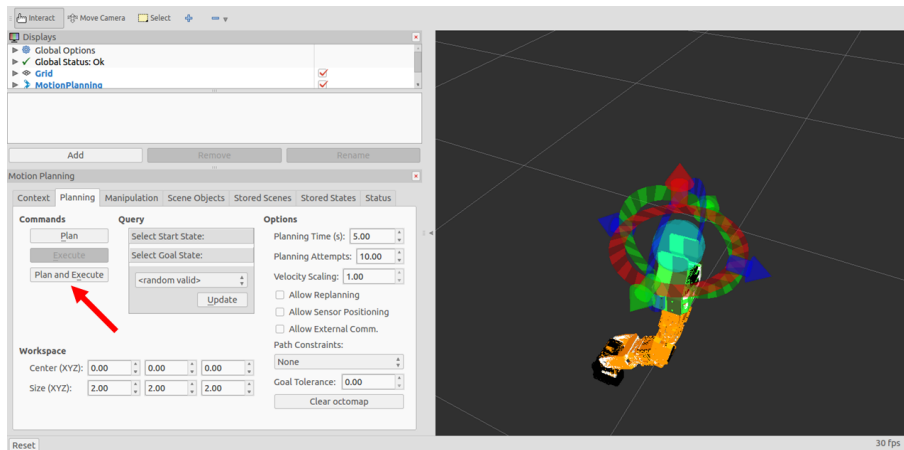 Interact Move Camera Select
Displays
Global Options
Global Status: Ok
Grid
MotionPlanning
Add Remove Rename
Motion Planning
Context Planning Manipulation Scene Objects Stored Scenes Stored States Status
Commands Query Options
Plan Select Start State: Planning Time (s): 5.00
Execute Select Goal State: Planning Attempts: 10.00
Plan and Execute <random valid> Velocity Scaling: 1.00
Update Allow Replanning
Allow Sensor Positioning
Allow External Comm.
Workspace Path Constraints:
Center (XYZ): 0.00 0.00 0.00 None
Size (XYZ): 2.00 2.00 2.00 Goal Tolerance: 0.00
Clear octomap
Reset 30 fps